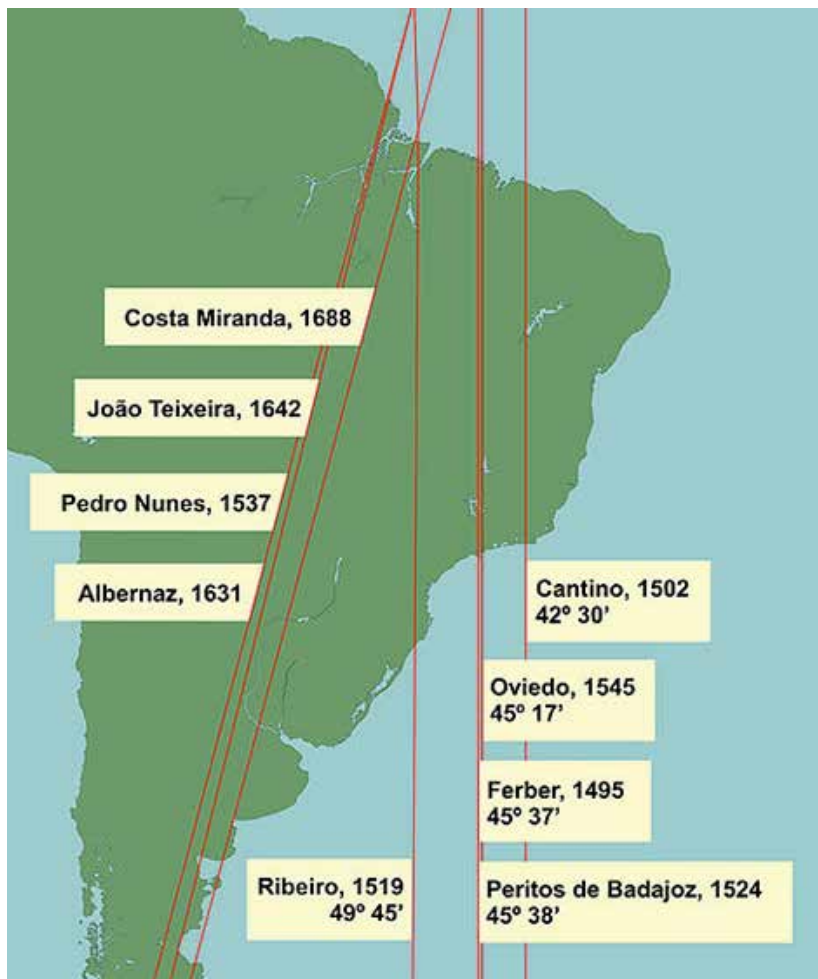 Costa Miranda, 1688
João Teixeira, 1642
Pedro Nunes, 1537
Albernaz, 1631
Cantino, 1502
42º 30’
Oviedo, 1545
45º 17’
Ferber, 1495
45º 37’
Ribeiro, 1519
49º 45’
Peritos de Badajoz, 1524
45º 38’